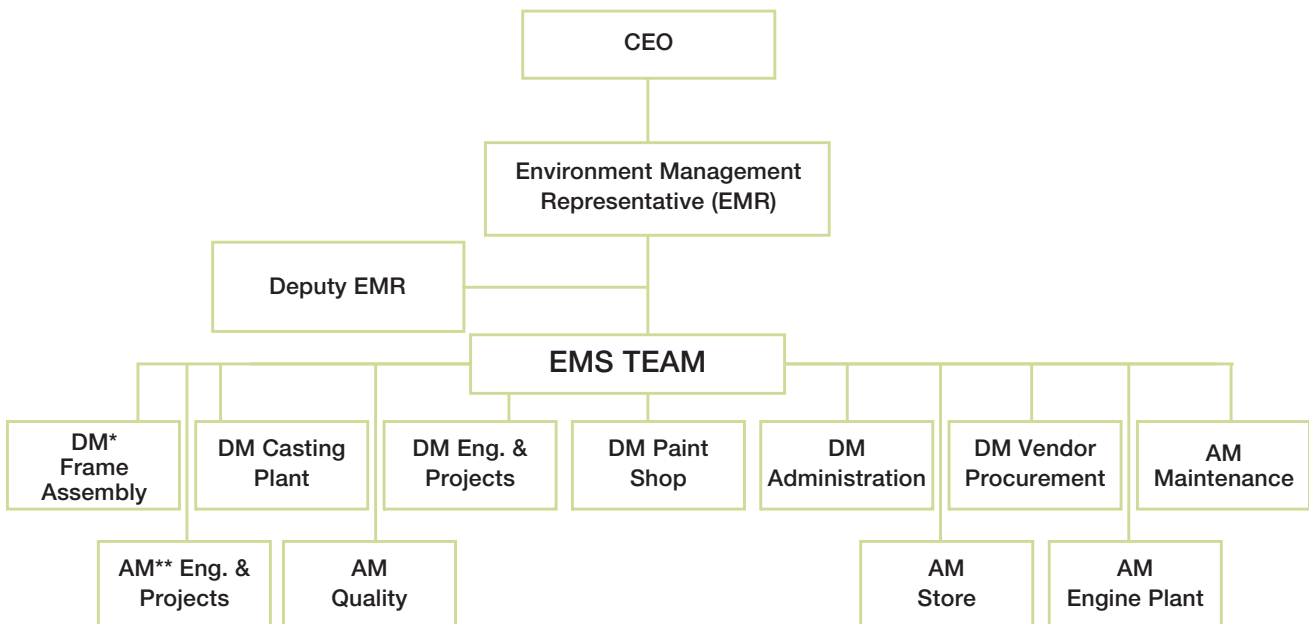 CEO
Environment Management
Representative (EMR)
Deputy EMR
EMS TEAM
DM*
Frame
Assembly
DM Casting
Plant
DM Eng. &
Projects
DM Paint
Shop
DM
Administration
DM Vendor
Procurement
AM
Maintenance
AM** Eng. &
Projects
AM
Quality
AM
Store
AM
Engine Plant